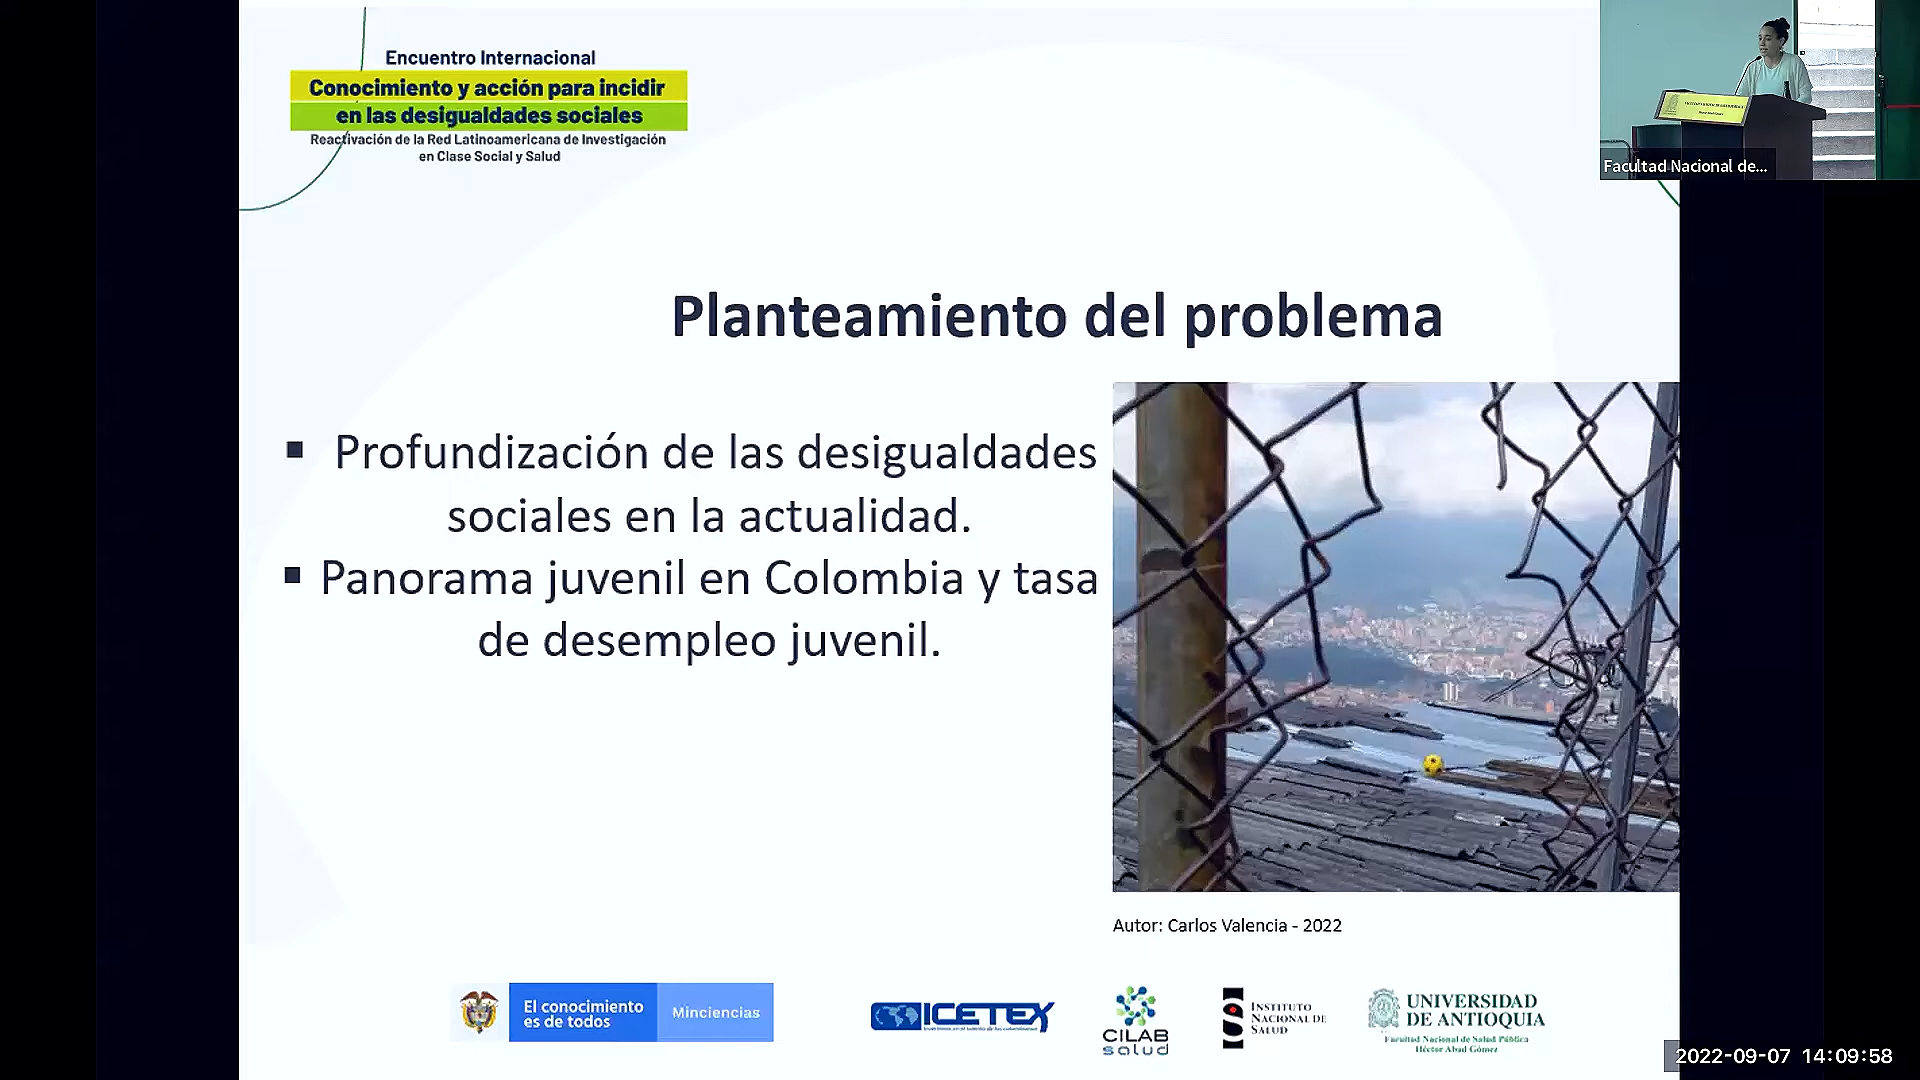 Encuentro Internacional
Conocimiento y acción para incidir
en las desigualdades sociales
Reactivación de la Red Latinoamericana de Investigación
en Clase Social y Salud
Facultad Nacional de...
Planteamiento del problema
▪ Profundización de las desigualdades
sociales en la actualidad.
▪ Panorama juvenil en Colombia y tasa
de desempleo juvenil.
Autor: Carlos Valencia - 2022
El conocimiento
es de todos
Minciencias
ICETEX
CILAB
salud
INSTITUTO
NACIONAL DE
SALUD
UNIVERSIDAD
DE ANTIOQUIA
Facultad Nacional de Salud Pública
Héctor Abad Gómez
2022-09-07 14:09:58